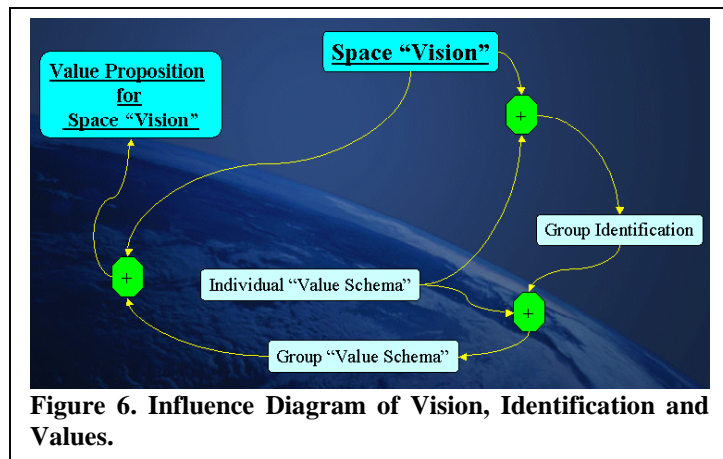 Space “Vision”
Value Proposition
for
Space “Vision”
+
Group Identification
+
Individual “Value Schema”
+
Group “Value Schema”
Figure 6. Influence Diagram of Vision, Identification and
Values.